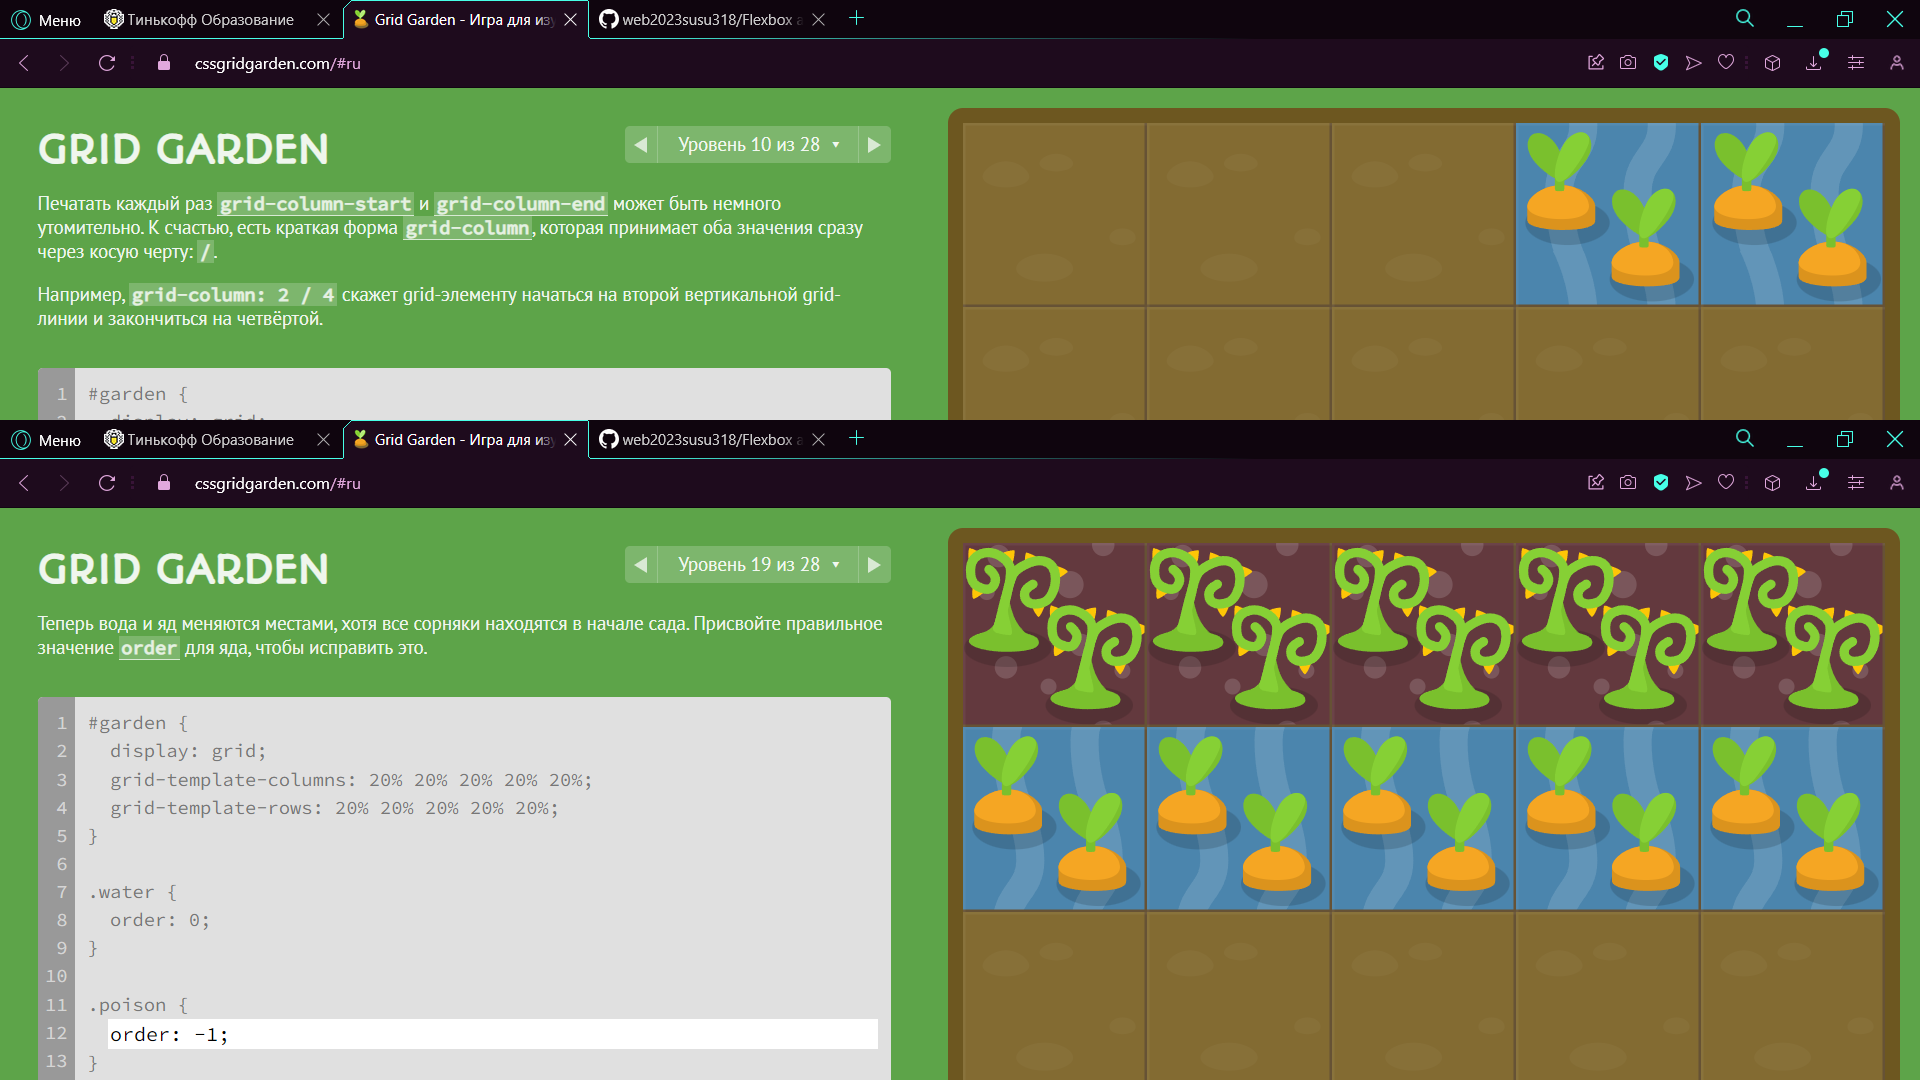 Меню
Тинькофф Образование
Grid Garden - Игра для из
web2023susu318/Flexbox a
cssgridgarden.com/#ru
GRID GARDEN
Уровень 10 из 28
Печатать каждый раз grid-column-start и grid-column-end может быть немного
утомительно. К счастью, есть краткая форма grid-column, которая принимает оба значения сразу
через косую черту: /.
Например, grid-column: 2 / 4 скажет grid-элементу начаться на второй вертикальной grid-
линии и закончиться на четвёртой.
1 #garden {
2 display: grid;
Меню
Тинькофф Образование
Grid Garden - Игра для из
web2023susu318/Flexbox a
cssgridgarden.com/#ru
GRID GARDEN
Уровень 19 из 28
Теперь вода и яд меняются местами, хотя все сорняки находятся в начале сада. Присвойте правильное
значение order для яда, чтобы исправить это.
1 #garden {
2 display: grid;
3 grid-template-columns: 20% 20% 20% 20% 20%;
4 grid-template-rows: 20% 20% 20% 20% 20%;
5 }
6
7 .water {
8 order: 0;
9 }
10
11 .poison {
12 order: -1;
13 }